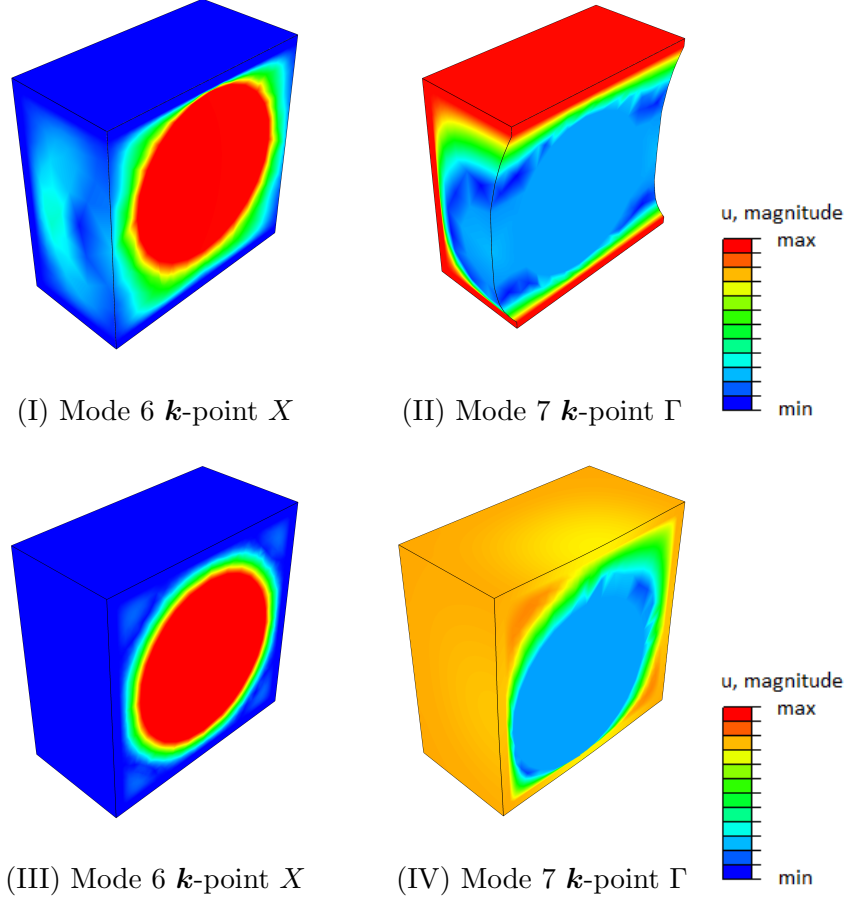 u, magnitude
max
min
(I) Mode 6 k-point X
(II) Mode 7 k-point Γ
u, magnitude
max
min
(III) Mode 6 k-point X
(IV) Mode 7 k-point Γ